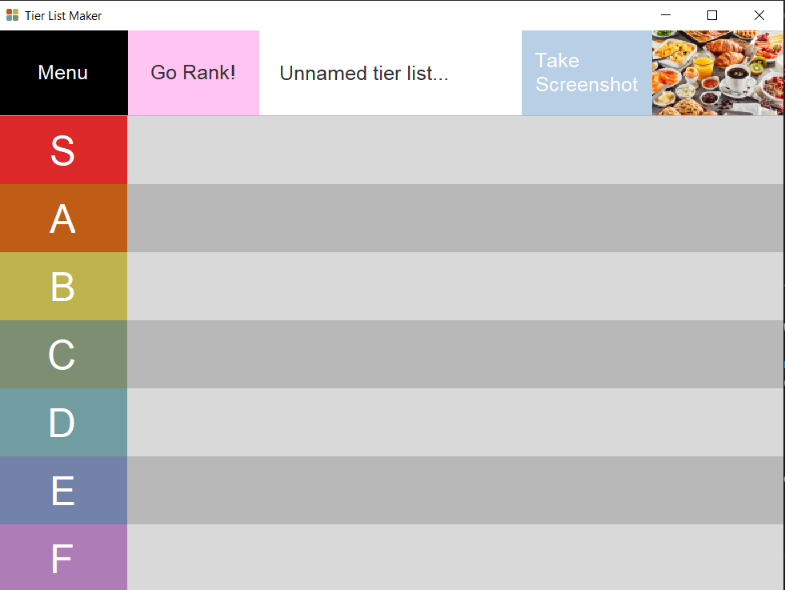 Tier List Maker
Menu
Go Rank!
Unnamed tier list...
Take
Screenshot
S
A
B
C
D
E
F